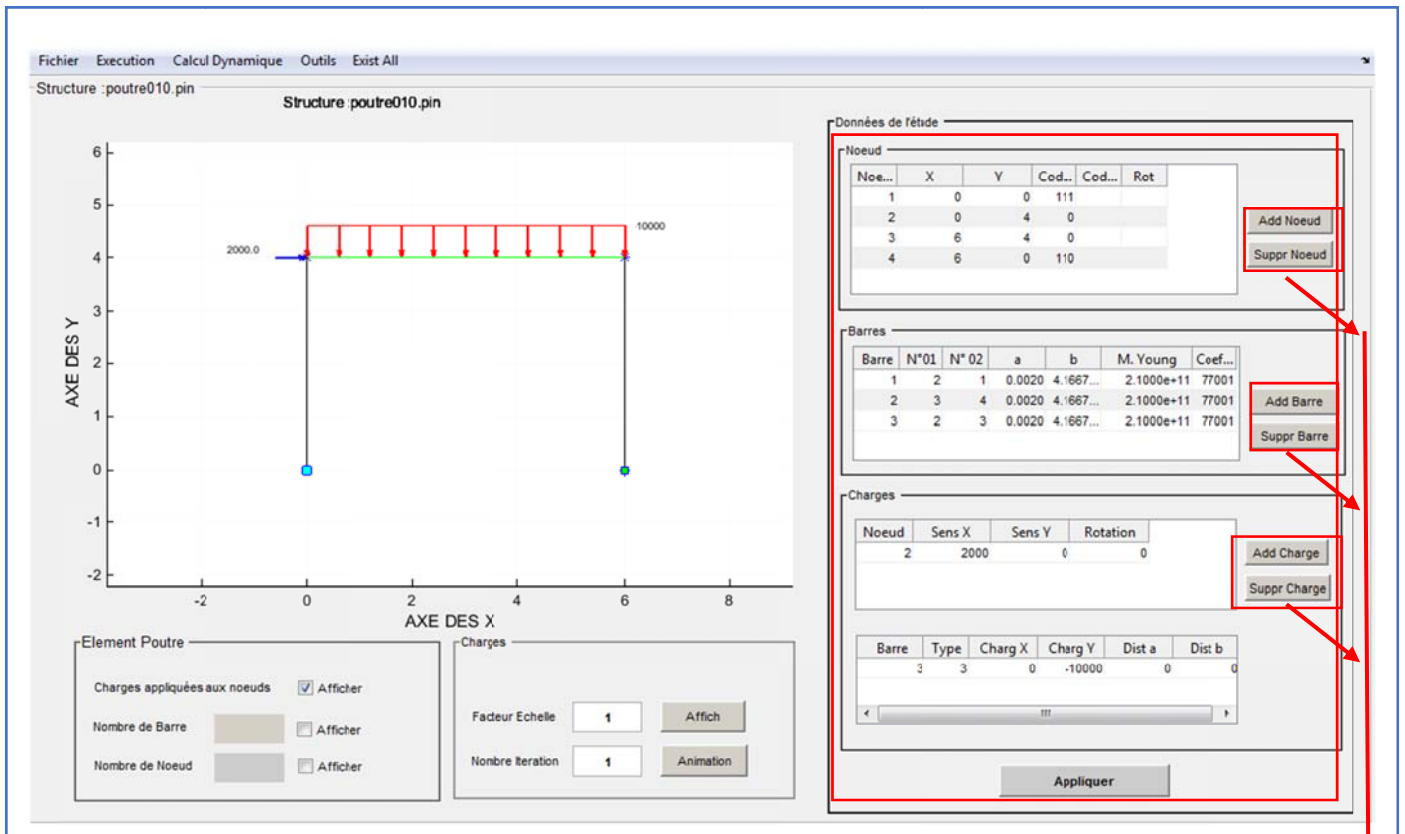 Fichier Execution Calcul Dynamique Outils Exist All
Structure :poutre010.pin
Structure :poutre010.pin
6
5
4
3
2
1
0
-1
-2
AXE DES Y
2000.0
10000
-2 0 2 4 6 8
AXE DES X
Element Poutre
Charges appliquées aux noeuds Afficher
Nombre de Barre Afficher
Nombre de Noeud Afficher
Charges
Facteur Echelle 1 Affich
Nombre Iteration 1 Animation
Données de l'étude
Noeud
Noe... X Y Cod... Cod... Rot
1 0 0 111
2 0 4 0
3 6 4 0
4 6 0 110
Add Noeud
Suppr Noeud
Barres
Barre N°01 N° 02 a b M. Young Coef...
1 2 1 0.0020 4.1667... 2.1000e+11 77001
2 3 4 0.0020 4.1667... 2.1000e+11 77001
3 2 3 0.0020 4.1667... 2.1000e+11 77001
Add Barre
Suppr Barre
Charges
Noeud Sens X Sens Y Rotation
2 2000 0 0
Add Charge
Suppr Charge
Barre Type Charg X Charg Y Dist a Dist b
3 3 0 -10000 0 0
Appliquer